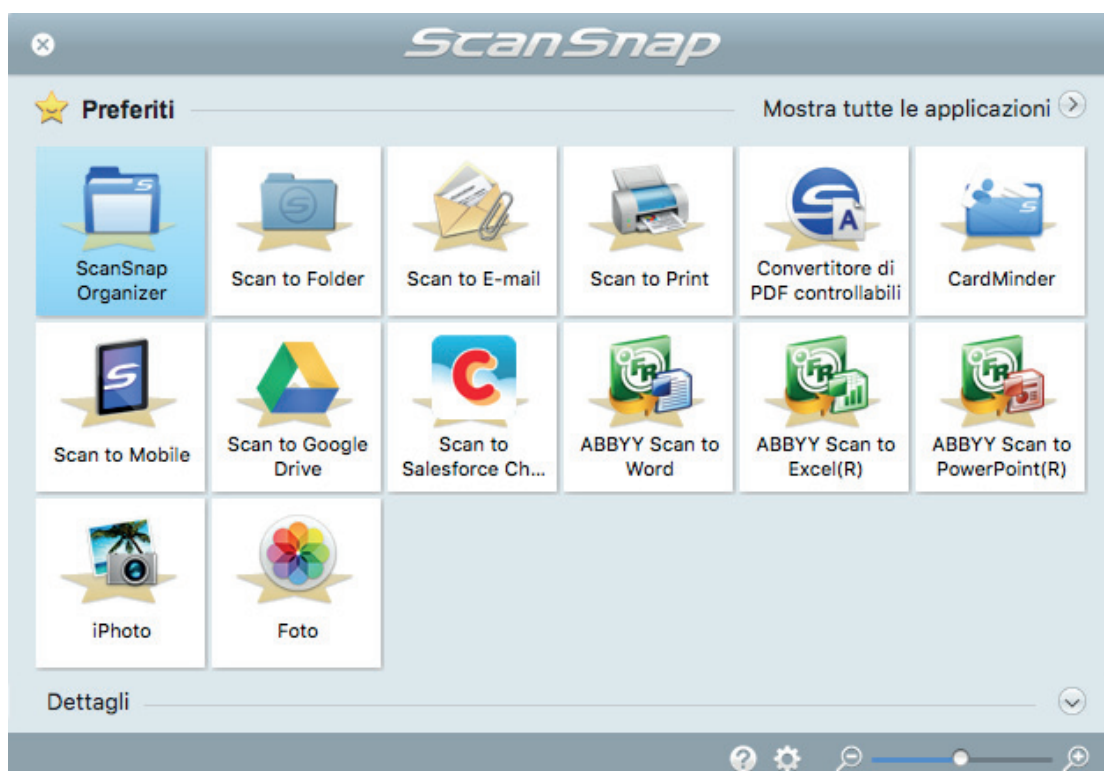 ScanSnap
Preferiti
Mostra tutte le applicazioni
ScanSnap
Organizer
Scan to Folder
Scan to E-mail
Scan to Print
Convertitore di
PDF controllabili
CardMinder
Scan to Mobile
Scan to Google
Drive
Scan to
Salesforce Ch...
ABBYY Scan to
Word
ABBYY Scan to
Excel(R)
ABBYY Scan to
PowerPoint(R)
iPhoto
Foto
Dettagli